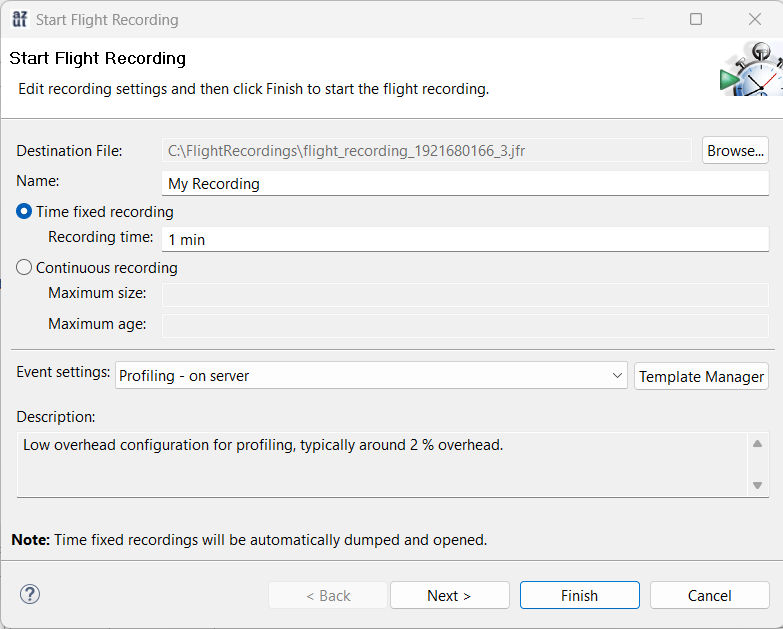 az
ul
Start Flight Recording
Start Flight Recording
Edit recording settings and then click Finish to start the flight recording.
Destination File: C:\FlightRecordings\flight_recording_1921680166_3.jfr Browse...
Name: My Recording
Time fixed recording
Recording time: 1 min
Continuous recording
Maximum size:
Maximum age:
Event settings: Profiling - on server Template Manager
Description:
Low overhead configuration for profiling, typically around 2 % overhead.
Note: Time fixed recordings will be automatically dumped and opened.
? < Back Next > Finish Cancel